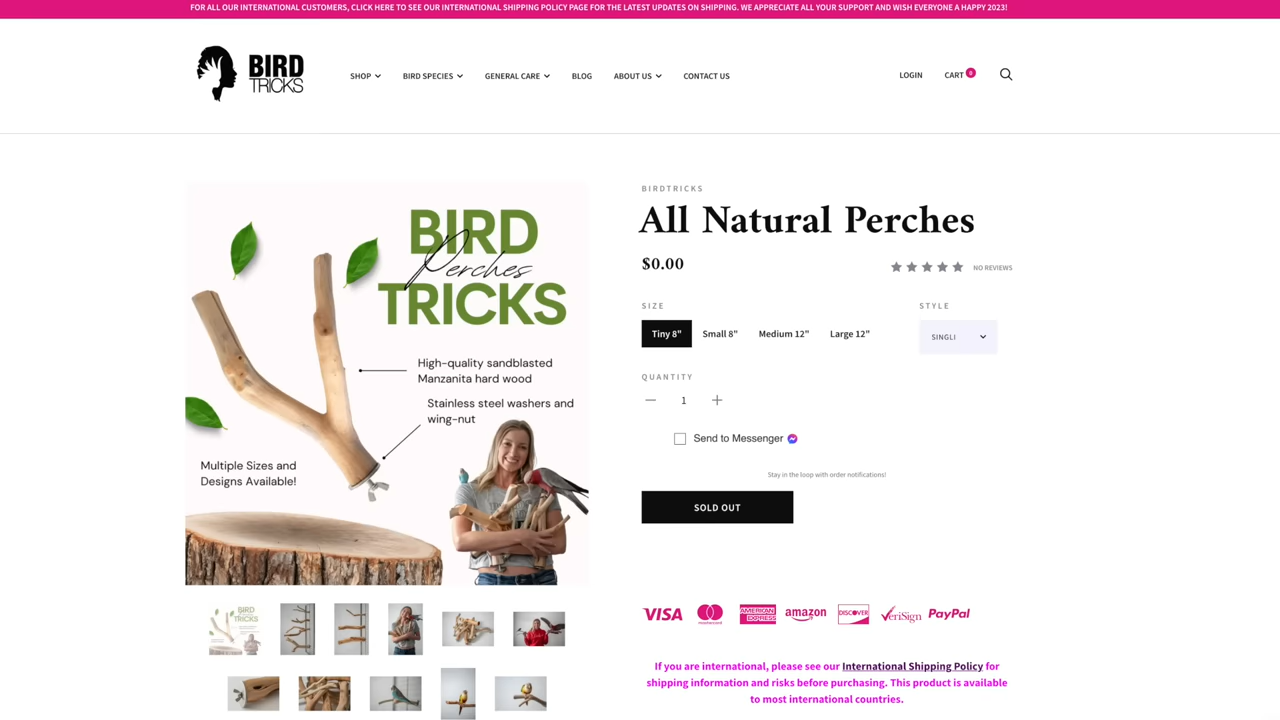 FOR ALL OUR INTERNATIONAL CUSTOMERS, CLICK HERE TO SEE OUR INTERNATIONAL SHIPPING POLICY PAGE FOR THE LATEST UPDATES ON SHIPPING. WE APPRECIATE ALL YOUR SUPPORT AND WISH EVERYONE A HAPPY 2023!
BIRD
TRICKS
SHOP BIRD SPECIES GENERAL CARE BLOG ABOUT US CONTACT US
LOGIN CART 0
BIRD
Perches
TRICKS
High-quality sandblasted
Manzanita hard wood
Stainless steel washers and
wing-nut
Multiple Sizes and
Designs Available!
BIRDTRICKS
All Natural Perches
$0.00
NO REVIEWS
SIZE STYLE
Tiny 8" Small 8" Medium 12" Large 12" SINGLI
QUANTITY
1
Send to Messenger
Stay in the loop with order notifications!
SOLD OUT
VISA mastercard AMERICAN EXPRESS amazon DISCOVER VeriSign PayPal
If you are international, please see our International Shipping Policy for
shipping information and risks before purchasing. This product is available
to most international countries.